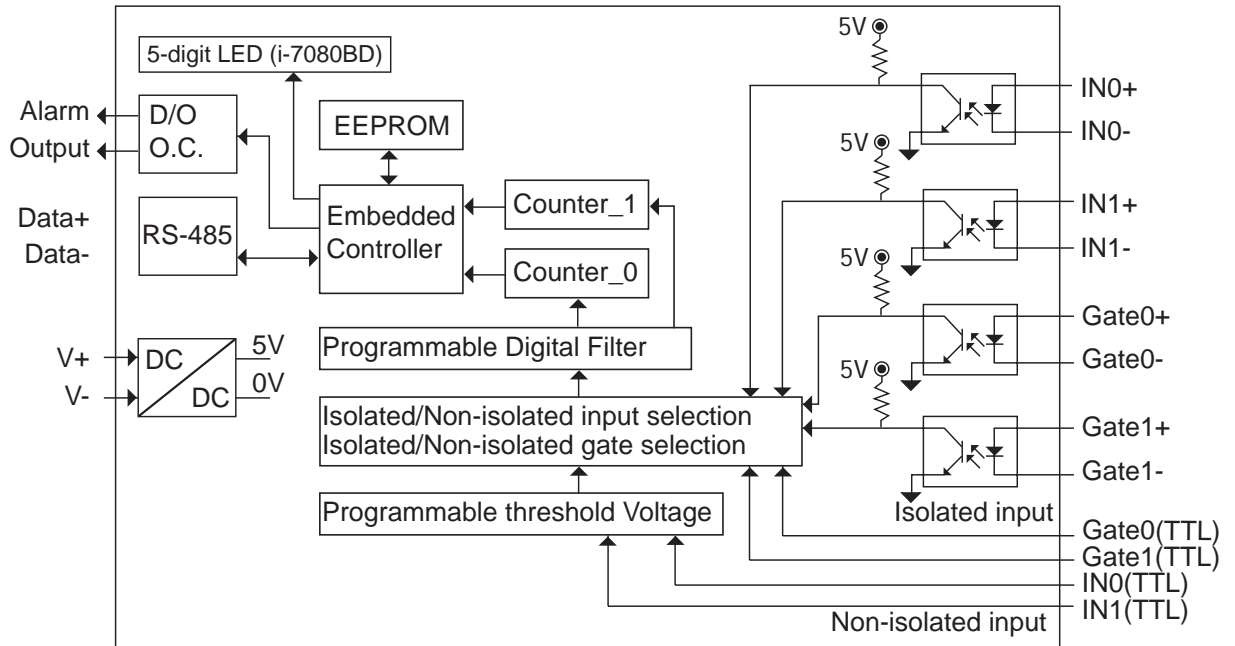 5-digit LED (i-7080BD)
Alarm
Output
D/O
O.C.
EEPROM
Data+
Data-
RS-485
Embedded
Controller
Counter_1
Counter_0
V+
V-
DC
DC
5V
0V
Programmable Digital Filter
Isolated/Non-isolated input selection
Isolated/Non-isolated gate selection
Programmable threshold Voltage
5V
IN0+
IN0-
5V
IN1+
IN1-
5V
Gate0+
Gate0-
5V
Gate1+
Gate1-
Isolated input
Gate0(TTL)
Gate1(TTL)
IN0(TTL)
IN1(TTL)
Non-isolated input